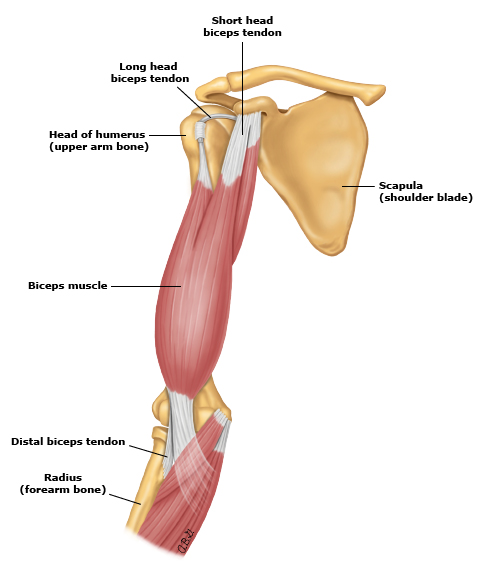 Short head
biceps tendon
Long head
biceps tendon
Head of humerus
(upper arm bone)
Scapula
(shoulder blade)
Biceps muscle
Distal biceps tendon
Radius
(forearm bone)